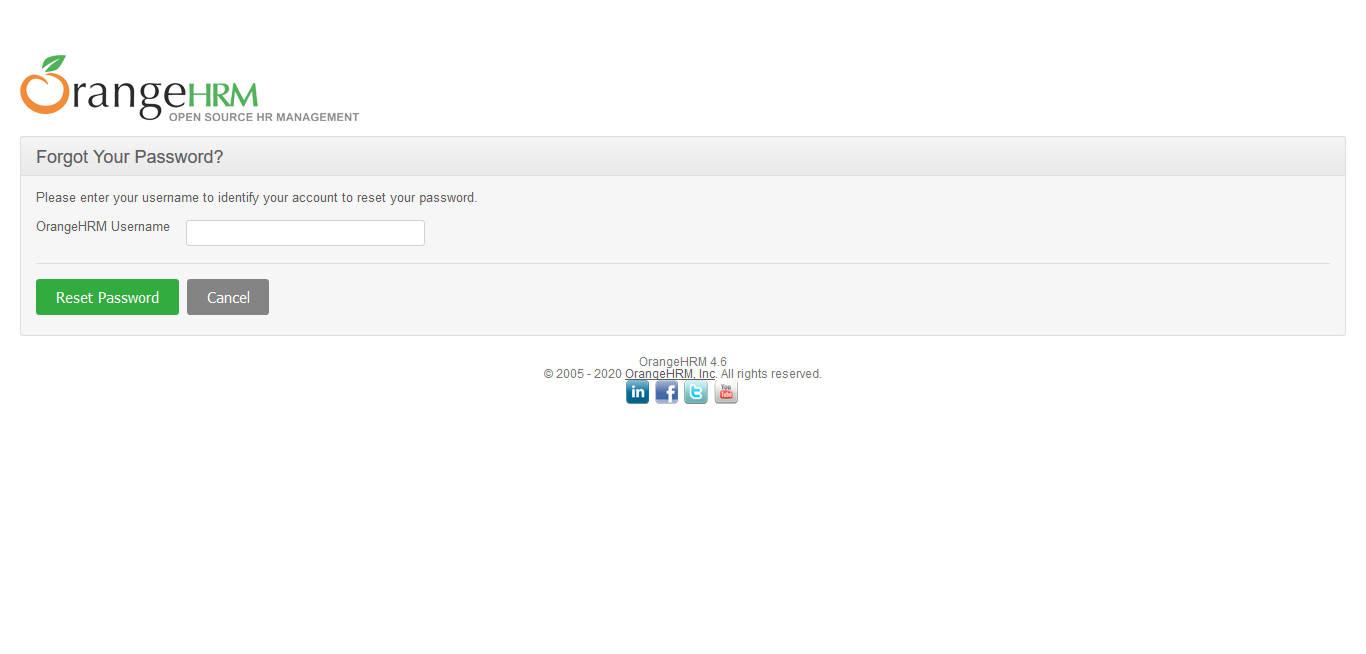 OrangeHRM
OPEN SOURCE HR MANAGEMENT
Forgot Your Password?
Please enter your username to identify your account to reset your password.
OrangeHRM Username
Reset Password Cancel
OrangeHRM 4.6
© 2005 - 2020 OrangeHRM, Inc. All rights reserved.
in f t You Tube